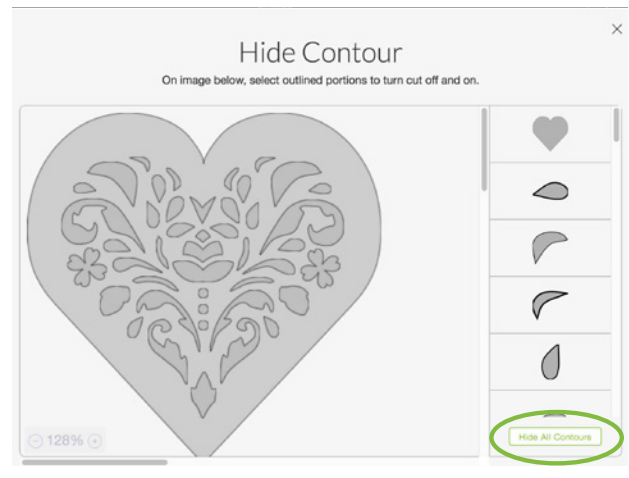 Hide Contour
On image below, select outlined portions to turn cut off and on.
128%
Hide All Contours